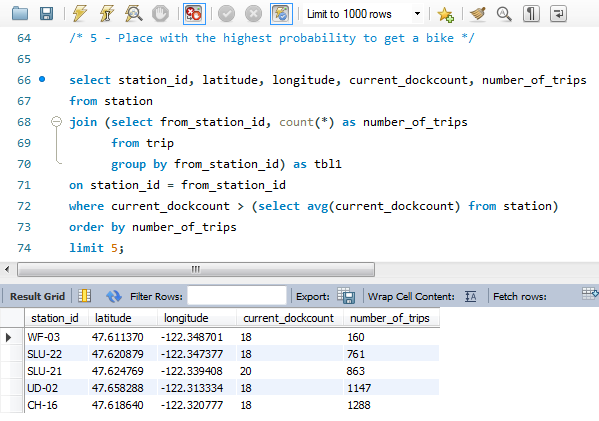 Limit to 1000 rows
64 /* 5 - Place with the highest probability to get a bike */
65
66 select station_id, latitude, longitude, current_dockcount, number_of_trips
67 from station
68 join (select from_station_id, count(*) as number_of_trips
69 from trip
70 group by from_station_id) as tbl1
71 on station_id = from_station_id
72 where current_dockcount > (select avg(current_dockcount) from station)
73 order by number_of_trips
74 limit 5;
Result Grid Filter Rows: Export: Wrap Cell Content: IA Fetch rows:
station_id latitude longitude current_dockcount number_of_trips
WF-03 47.611370 -122.348701 18 160
SLU-22 47.620879 -122.347377 18 761
SLU-21 47.624769 -122.339408 20 863
UD-02 47.658288 -122.313334 18 1147
CH-16 47.618640 -122.320777 18 1288